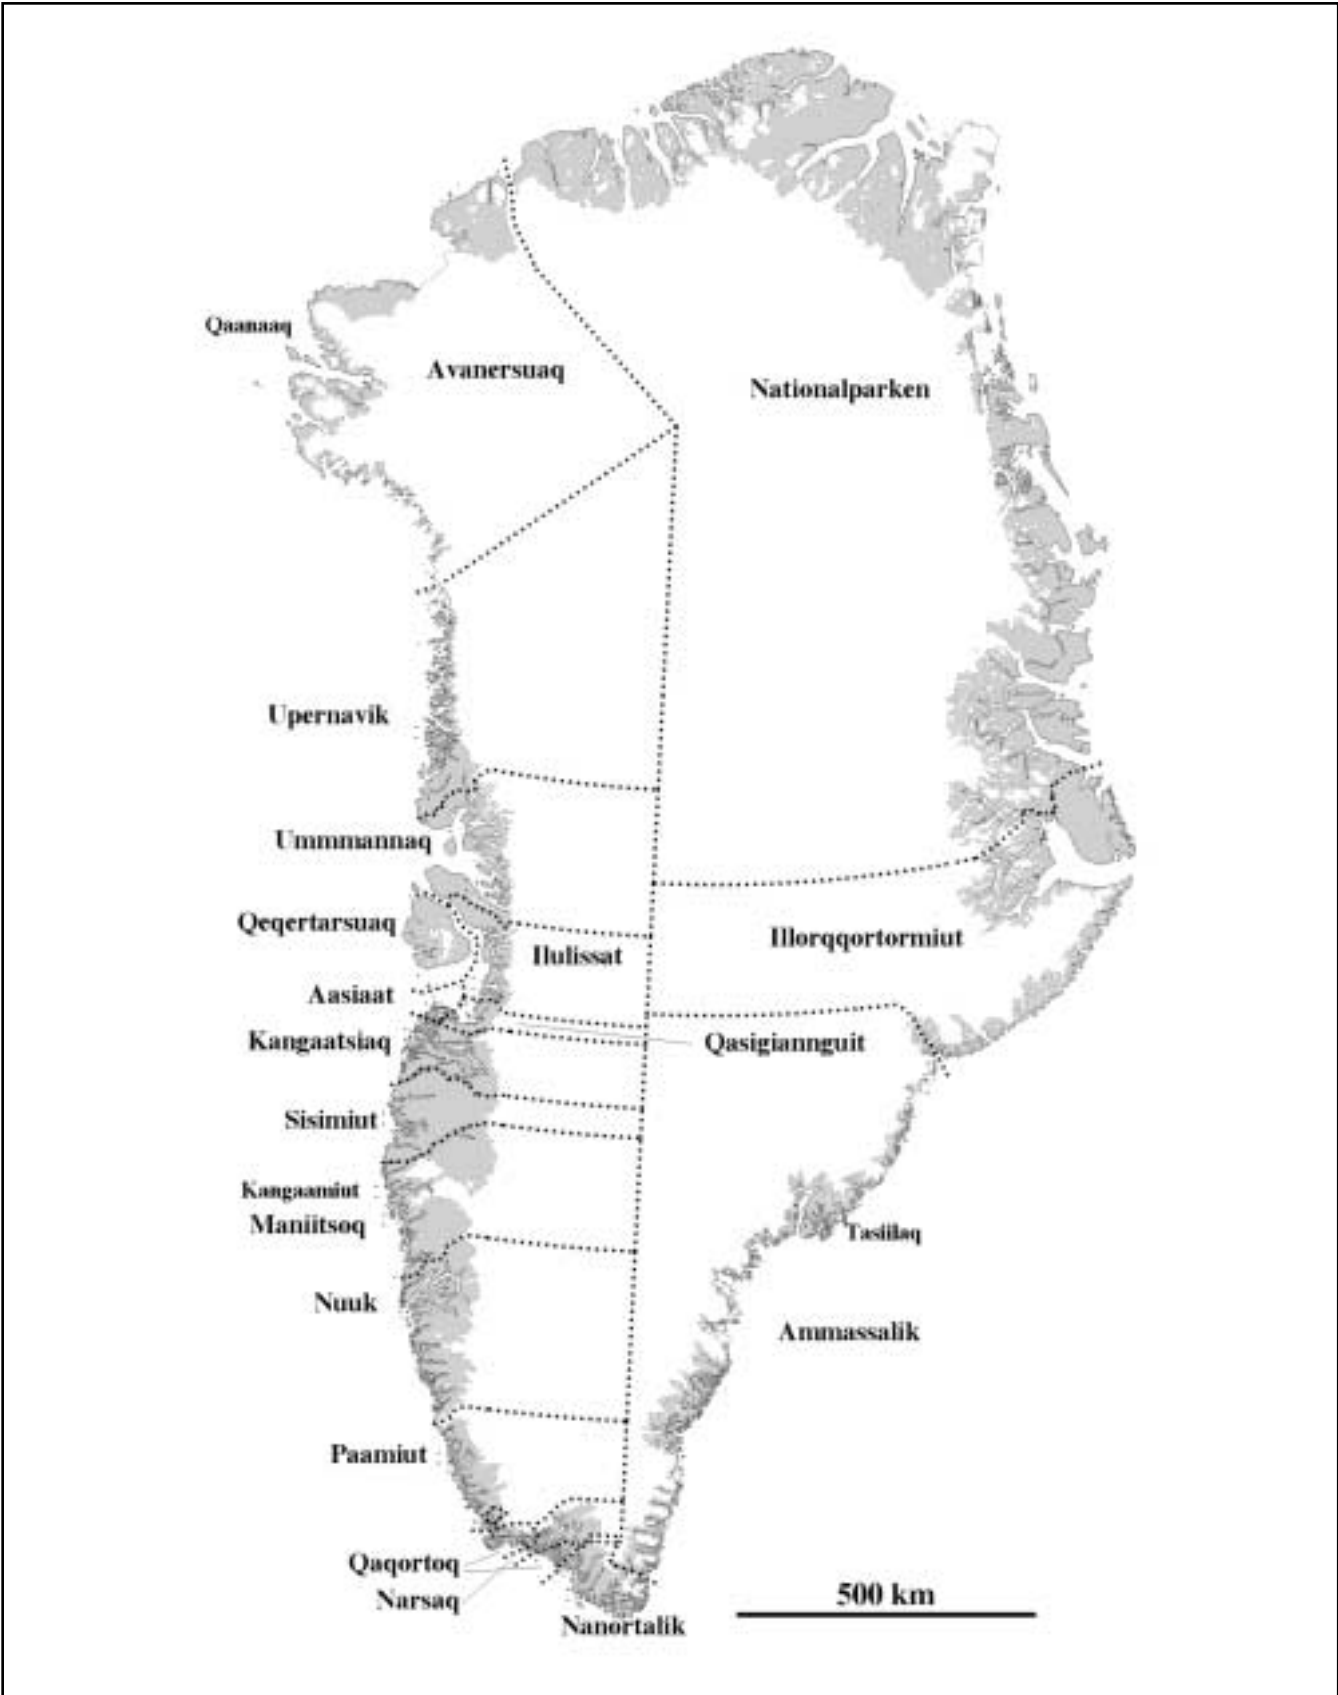 Qaanaaq
Avanersuaq
Nationalparken
Upernavik
Ummmannaq
Qeqertarsuaq
Ilulissat
Illorqqortormiut
Aasiaat
Kangaatsiaq
Qasigiannguit
Sisimiut
Kangaamiut
Maniitsoq
Tasiilaq
Nuuk
Ammassalik
Paamiut
Qaqortoq
Narsaq
Nanortalik
500 km